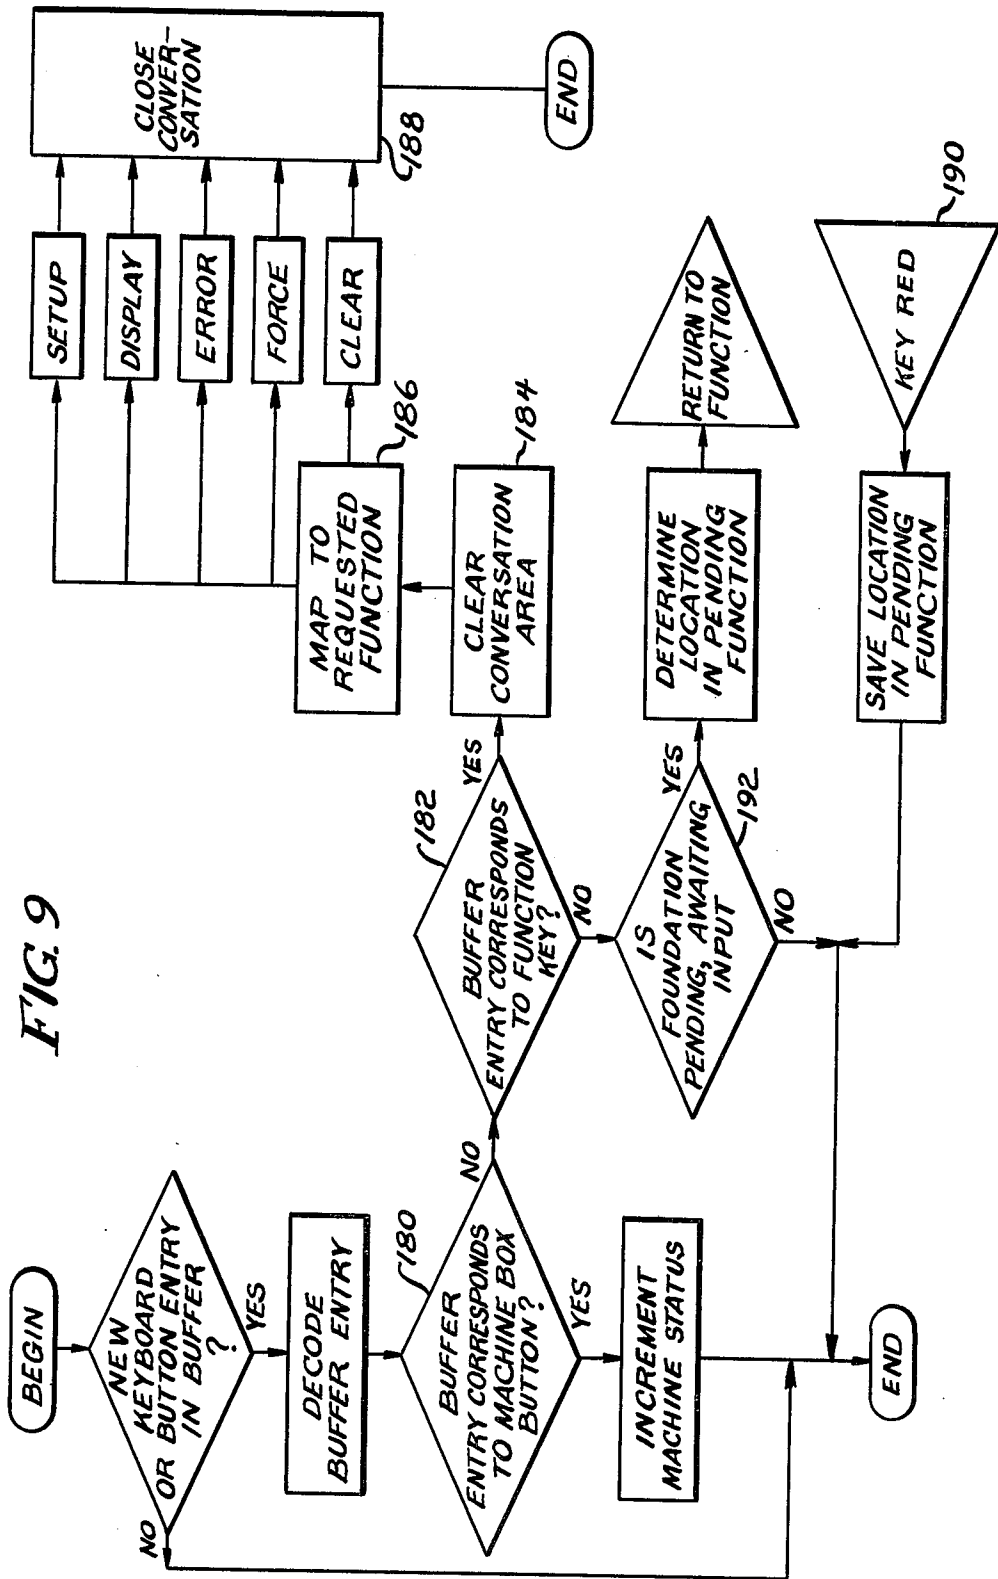 FIG. 9
BEGIN
NEW
KEYBOARD
OR BUTTON ENTRY
IN BUFFER
?
NO
YES
DECODE
BUFFER ENTRY
180
BUFFER
ENTRY CORRESPONDS
TO MACHINE BOX
BUTTON?
NO
YES
INCREMENT
MACHINE STATUS
END
182
BUFFER
ENTRY CORRESPONDS
TO FUNCTION
KEY?
YES
NO
CLEAR
CONVERSATION
AREA
184
MAP TO
REQUESTED
FUNCTION
186
SETUP
DISPLAY
ERROR
FORCE
CLEAR
CLOSE
CONVER-
SATION
188
END
IS
FOUNDATION
PENDING, AWAITING
INPUT
192
YES
NO
DETERMINE
LOCATION
IN PENDING
FUNCTION
RETURN TO
FUNCTION
KEY RED
190
SAVE LOCATION
IN PENDING
FUNCTION